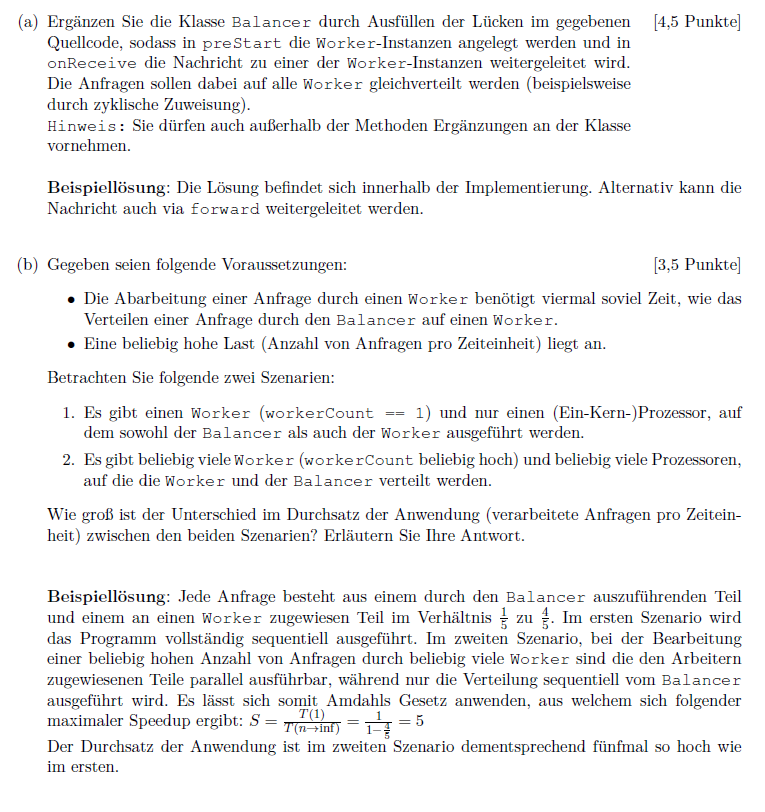 (a) Ergänzen Sie die Klasse Balancer durch Ausfüllen der Lücken im gegebenen [4,5 Punkte]
Quellcode, sodass in preStart die Worker-Instanzen angelegt werden und in
onReceive die Nachricht zu einer der Worker-Instanzen weitergeleitet wird.
Die Anfragen sollen dabei auf alle Worker gleichverteilt werden (beispielsweise
durch zyklische Zuweisung).
Hinweis: Sie dürfen auch außerhalb der Methoden Ergänzungen an der Klasse
vornehmen.
Beispiellösung: Die Lösung befindet sich innerhalb der Implementierung. Alternativ kann die
Nachricht auch via forward weitergeleitet werden.
(b) Gegeben seien folgende Voraussetzungen: [3,5 Punkte]
• Die Abarbeitung einer Anfrage durch einen Worker benötigt viermal soviel Zeit, wie das
Verteilen einer Anfrage durch den Balancer auf einen Worker.
• Eine beliebig hohe Last (Anzahl von Anfragen pro Zeiteinheit) liegt an.
Betrachten Sie folgende zwei Szenarien:
1. Es gibt einen Worker (workerCount == 1) und nur einen (Ein-Kern-)Prozessor, auf
dem sowohl der Balancer als auch der Worker ausgeführt werden.
2. Es gibt beliebig viele Worker (workerCount beliebig hoch) und beliebig viele Prozessoren,
auf die die Worker und der Balancer verteilt werden.
Wie groß ist der Unterschied im Durchsatz der Anwendung (verarbeitete Anfragen pro Zeitein-
heit) zwischen den beiden Szenarien? Erläutern Sie Ihre Antwort.
Beispiellösung: Jede Anfrage besteht aus einem durch den Balancer auszuführenden Teil
und einem an einen Worker zugewiesen Teil im Verhältnis 1/5 zu 4/5. Im ersten Szenario wird
das Programm vollständig sequentiell ausgeführt. Im zweiten Szenario, bei der Bearbeitung
einer beliebig hohen Anzahl von Anfragen durch beliebig viele Worker sind die den Arbeitern
zugewiesenen Teile parallel ausführbar, während nur die Verteilung sequentiell vom Balancer
ausgeführt wird. Es lässt sich somit Amdahls Gesetz anwenden, aus welchem sich folgender
maximaler Speedup ergibt: S = T(1)/T(n→inf) = 1/(1−4/5) = 5
Der Durchsatz der Anwendung ist im zweiten Szenario dementsprechend fünfmal so hoch wie
im ersten.